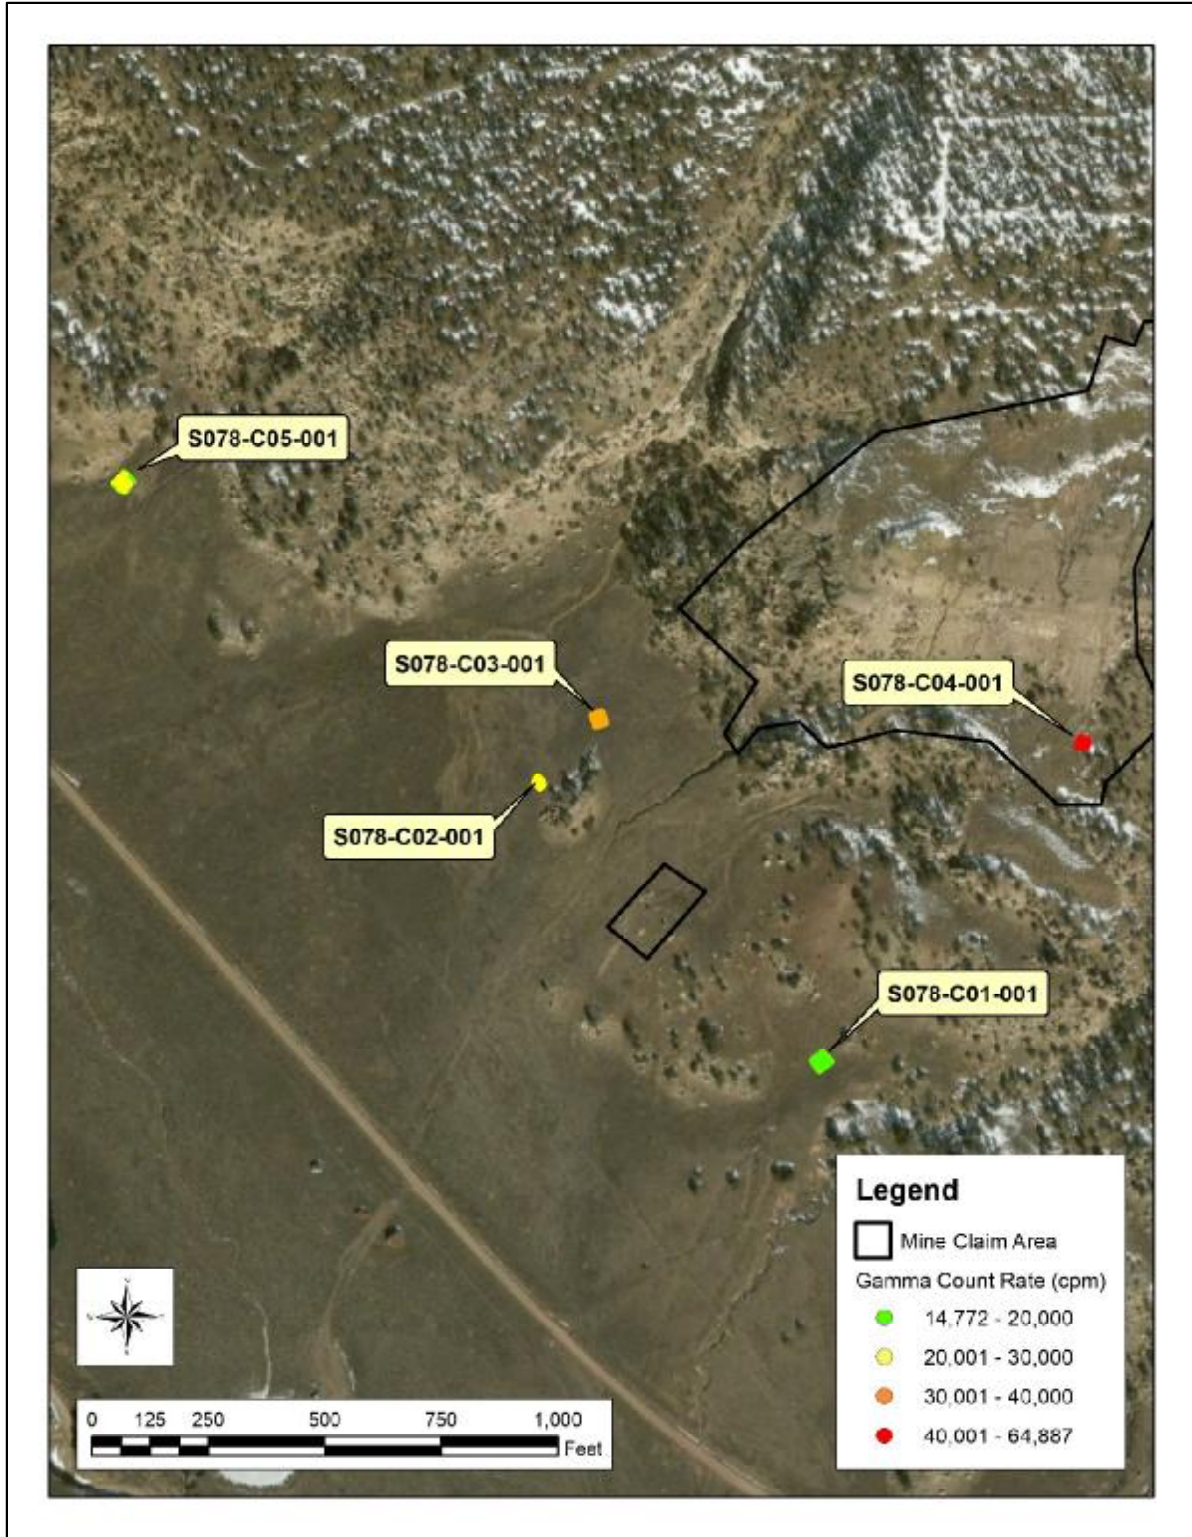 S078-C05-001
S078-C03-001
S078-C04-001
S078-C02-001
S078-C01-001
Legend
Mine Claim Area
Gamma Count Rate (cpm)
14,772 - 20,000
20,001 - 30,000
30,001 - 40,000
40,001 - 64,887
0 125 250 500 750 1,000
Feet